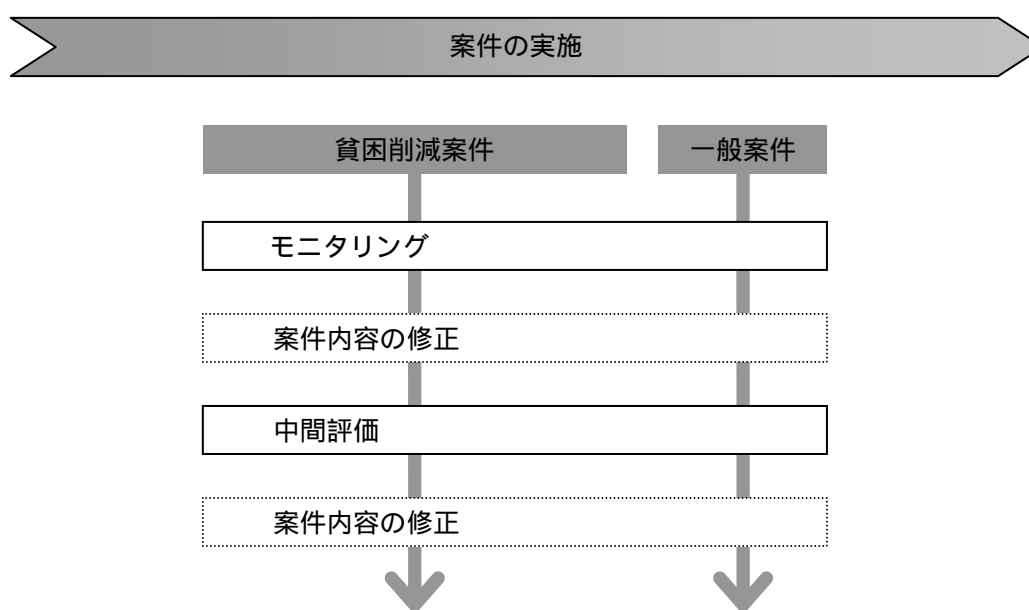 案件の実施
貧困削減案件
一般案件
モニタリング
案件内容の修正
中間評価
案件内容の修正